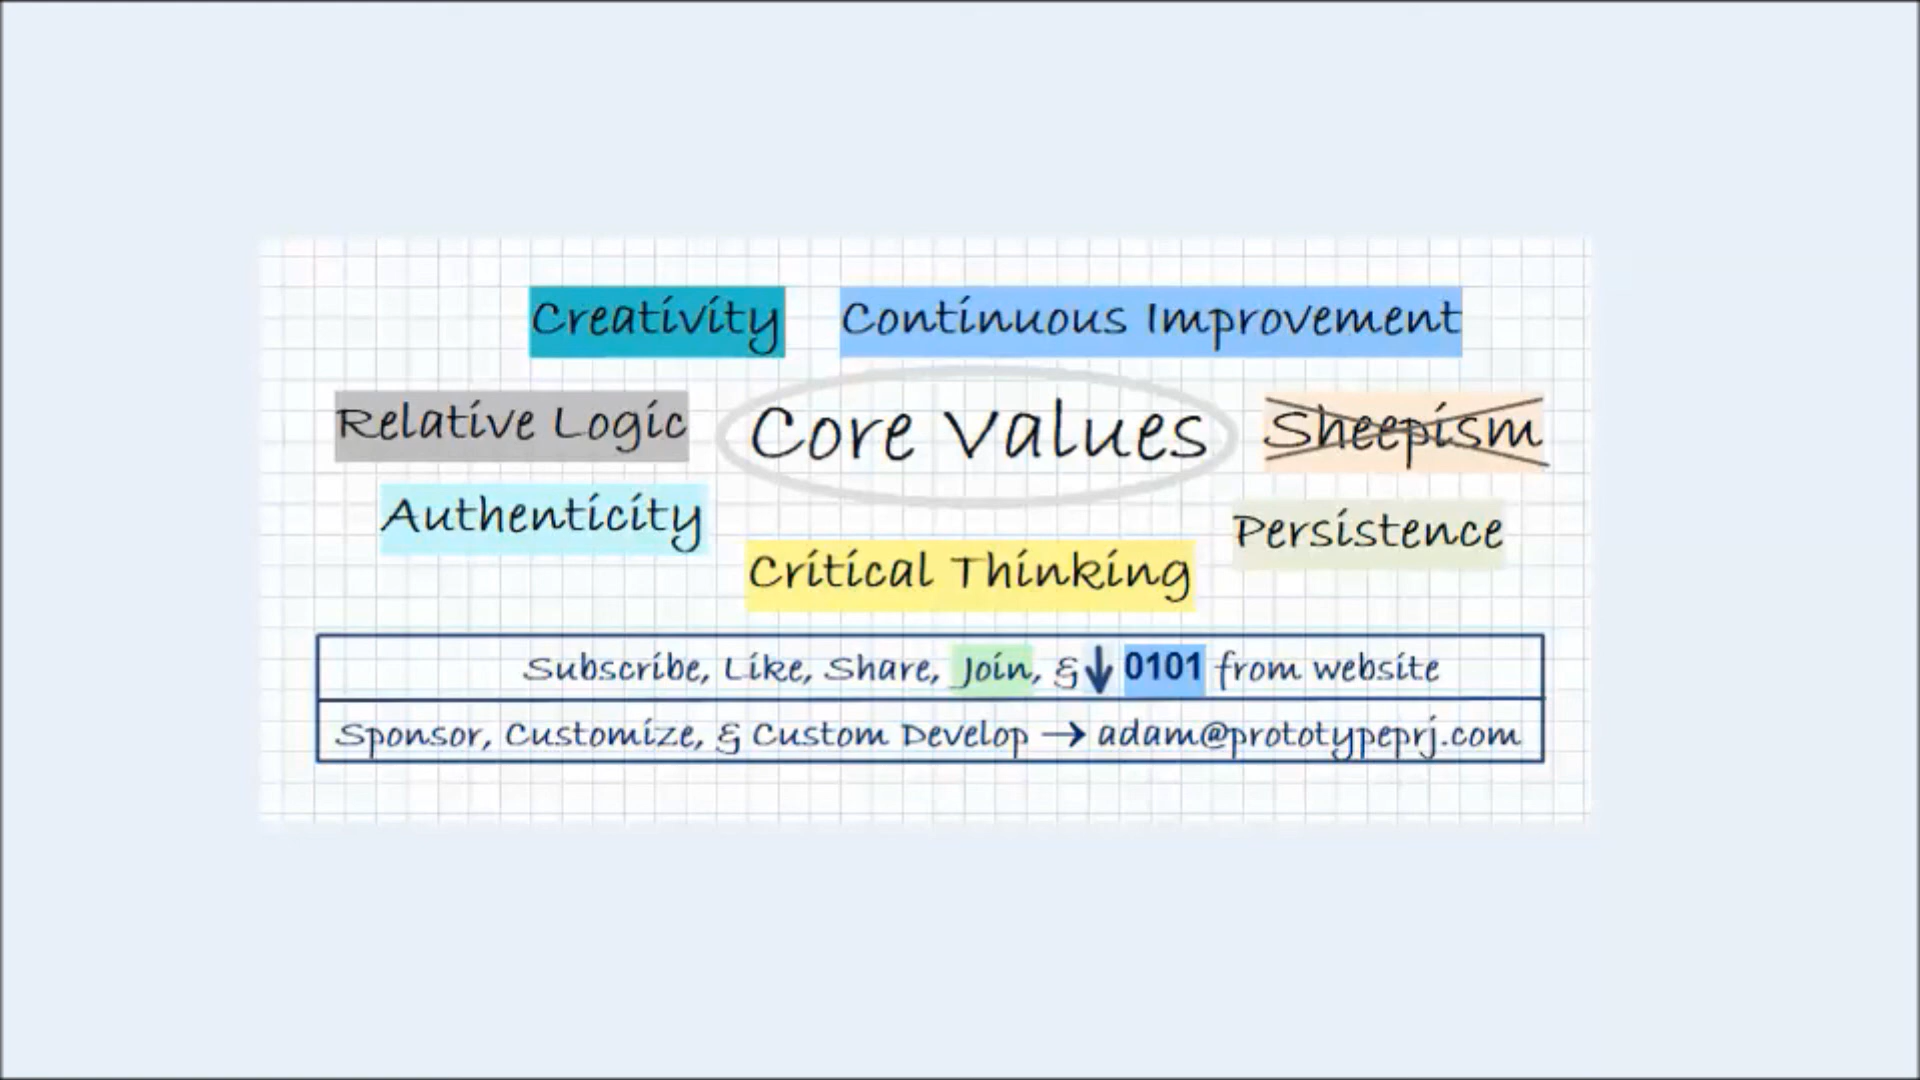 Creativity Continuous Improvement
Relative Logic Core Values Sheepism
Authenticity Persistence
Critical Thinking
Subscribe, Like, Share, Join, & ↓ 0101 from website
Sponsor, Customize, & Custom Develop → adam@prototypeprj.com